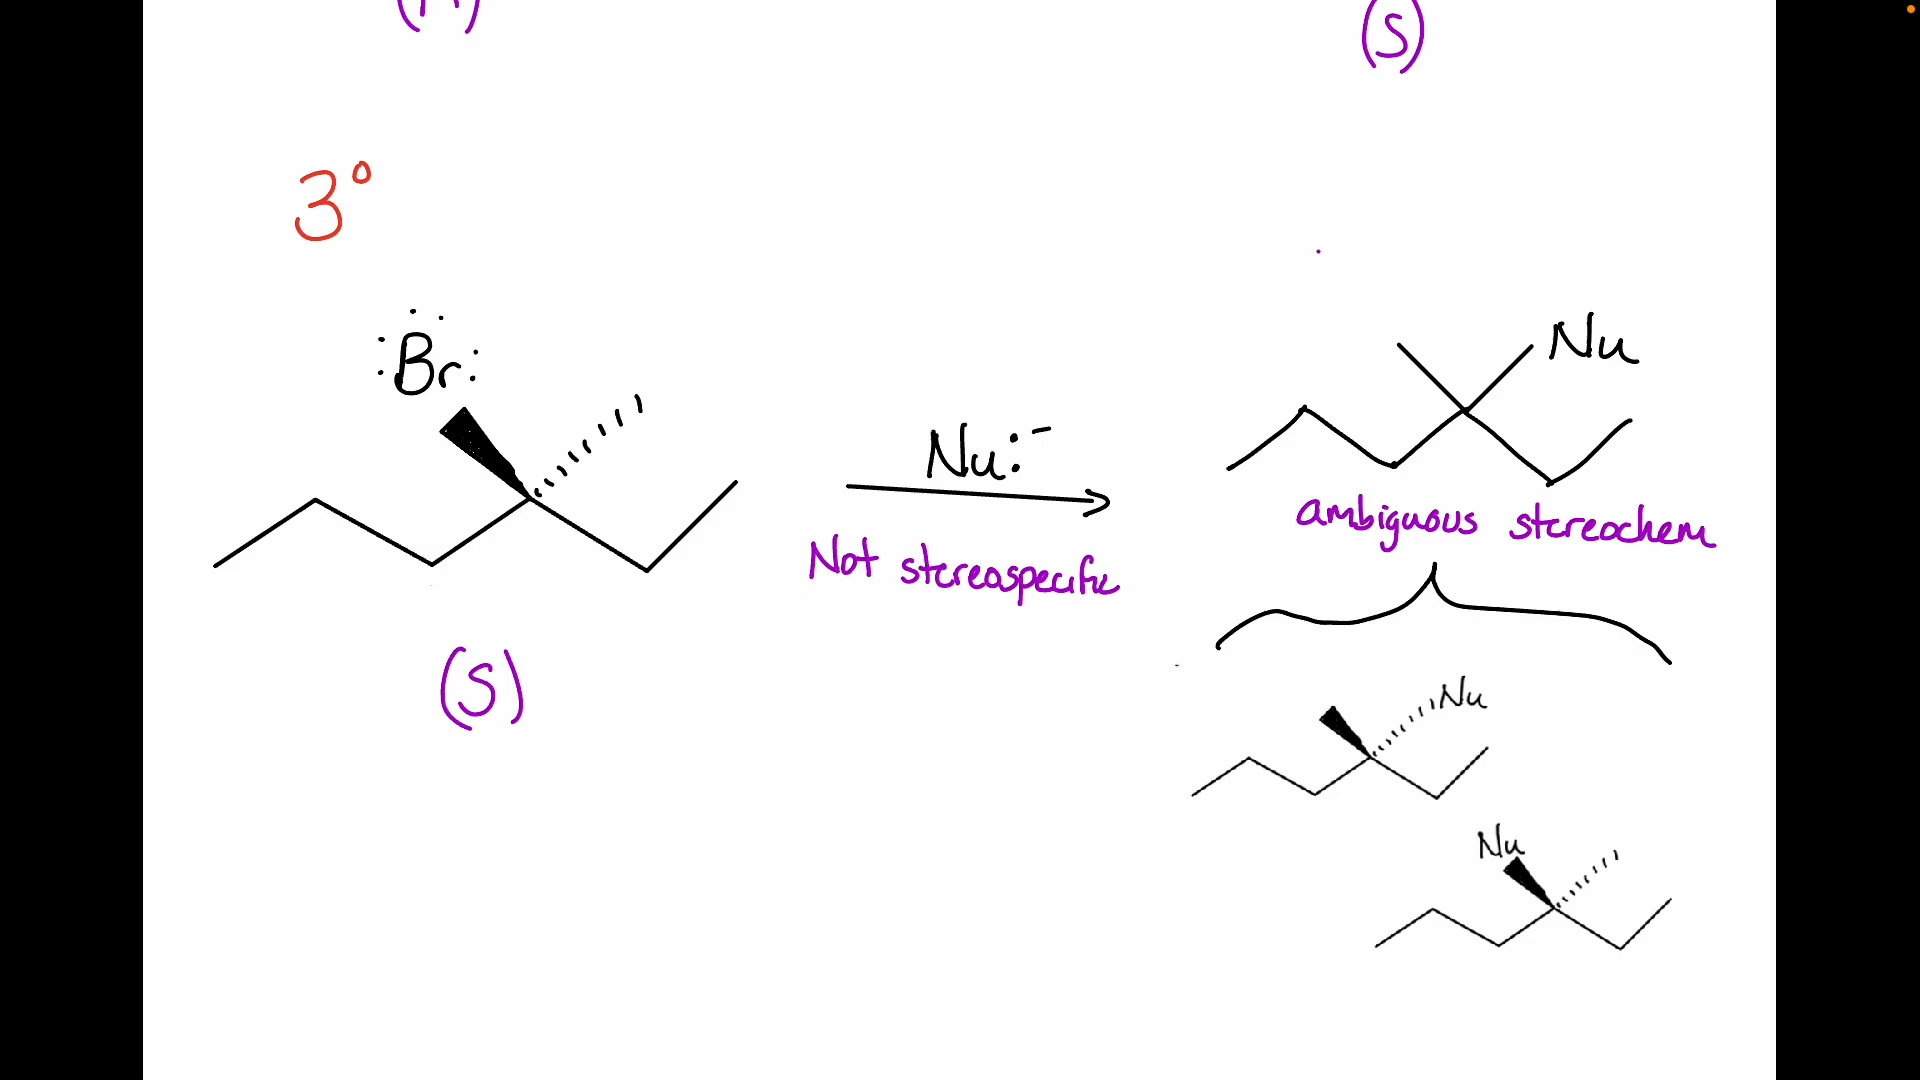 (S)
3°
:Br:
Nu
Nu:⁻
ambiguous stereochem
Not stereospecific
(S)
Nu
Nu